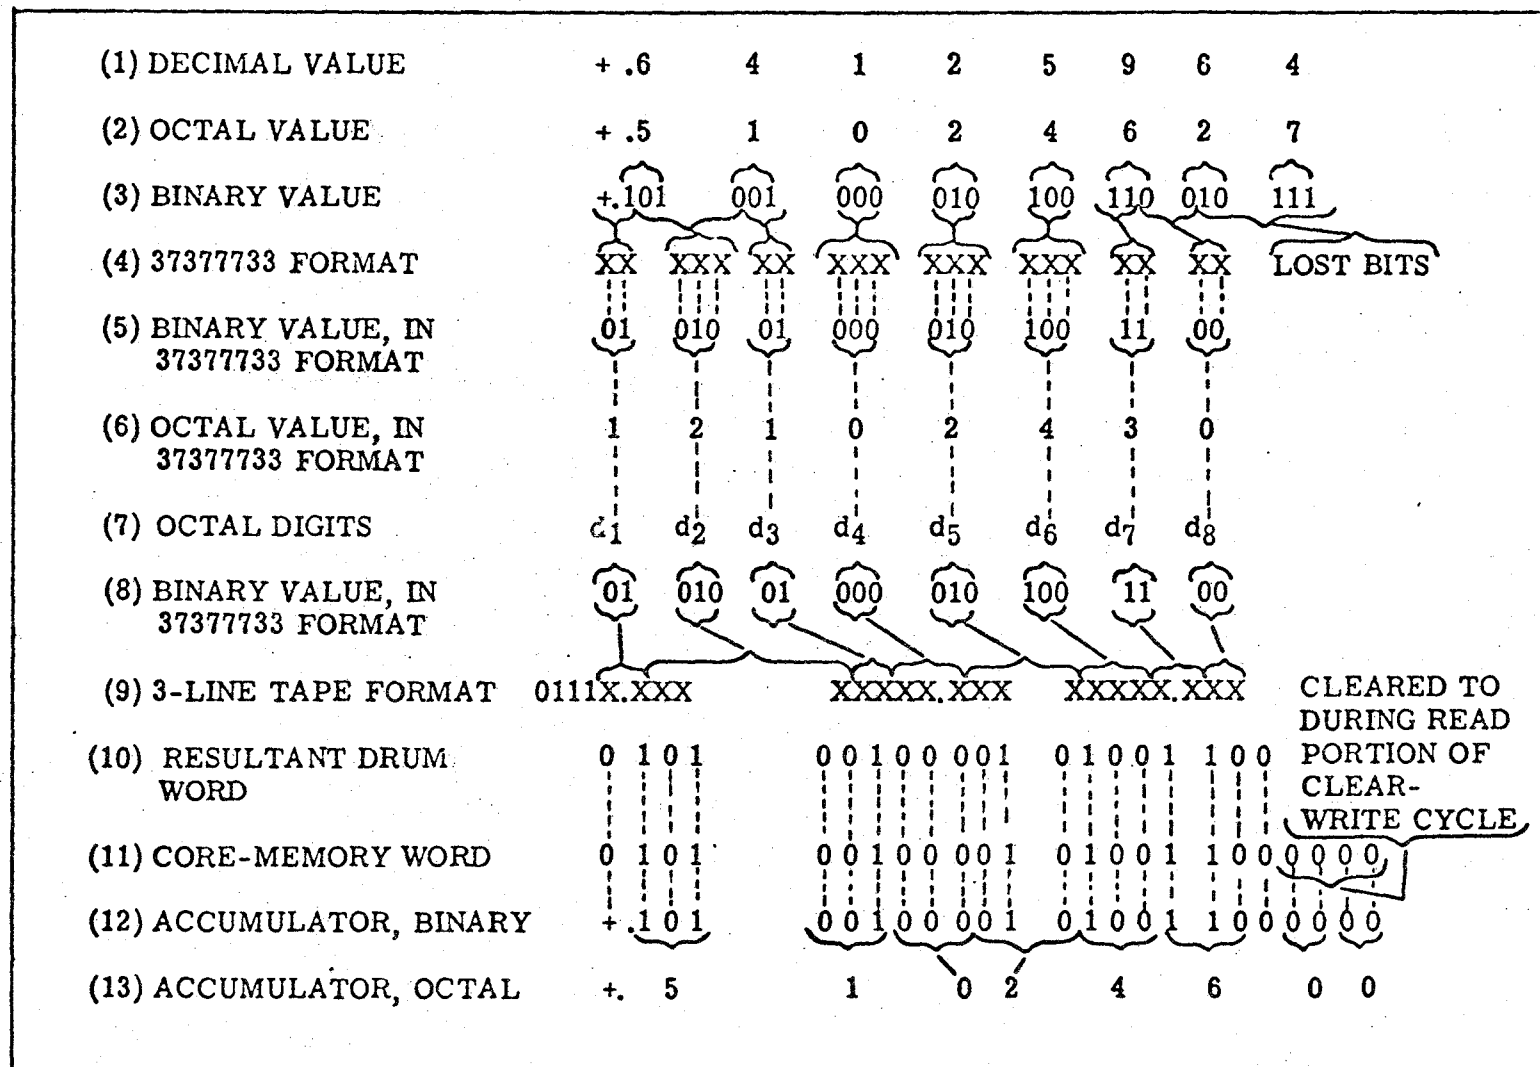 (1) DECIMAL VALUE + .6 4 1 2 5 9 6 4
(2) OCTAL VALUE + .5 1 0 2 4 6 2 7
(3) BINARY VALUE +.101 001 000 010 100 110 010 111
(4) 37377733 FORMAT XX XXX XX XXX XXX XXX XX XX LOST BITS
(5) BINARY VALUE, IN 01 010 01 000 010 100 11 00
37377733 FORMAT
(6) OCTAL VALUE, IN 1 2 1 0 2 4 3 0
37377733 FORMAT
(7) OCTAL DIGITS d1 d2 d3 d4 d5 d6 d7 d8
(8) BINARY VALUE, IN 01 010 01 000 010 100 11 00
37377733 FORMAT
(9) 3-LINE TAPE FORMAT 0111X.XXX XXXXX.XXX XXXXX.XXX
CLEARED TO
DURING READ
PORTION OF
CLEAR-
WRITE CYCLE
(10) RESULTANT DRUM 0 1 0 1 0 0 1 0 0 0 0 1 0 1 0 0 1 1 0 0
WORD
(11) CORE-MEMORY WORD 0 1 0 1 0 0 1 0 0 0 0 1 0 1 0 0 1 1 0 0 0 0 0 0
(12) ACCUMULATOR, BINARY + .1 0 1 0 0 1 0 0 0 0 1 0 1 0 0 1 1 0 0 0 0 0 0
(13) ACCUMULATOR, OCTAL +. 5 1 0 2 4 6 0 0